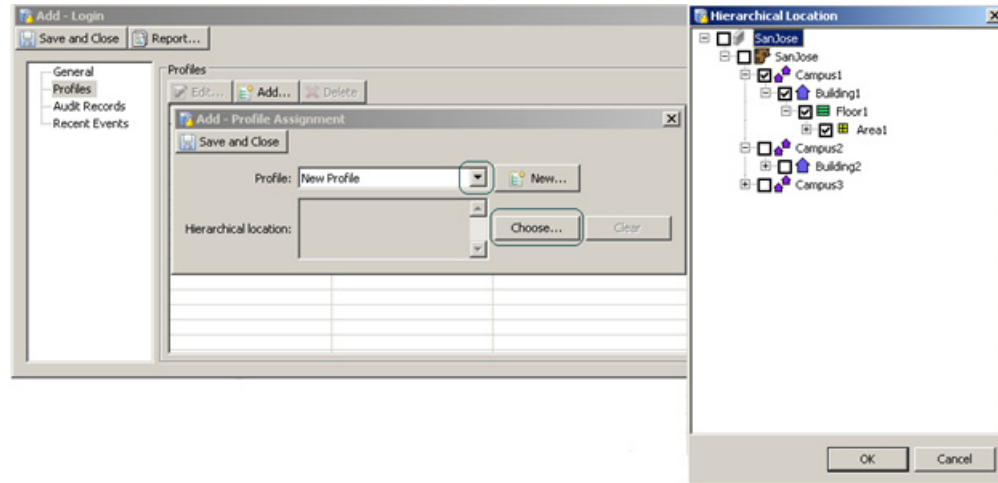 Add - Login
Save and Close Report...
General
Profiles
Audit Records
Recent Events
Profiles
Edit... Add... Delete
Add - Profile Assignment
Save and Close
Profile: New Profile New...
Hierarchical location: Choose... Clear
Hierarchical Location
SanJose
SanJose
Campus1
Building1
Floor1
Area1
Campus2
Building2
Campus3
OK Cancel